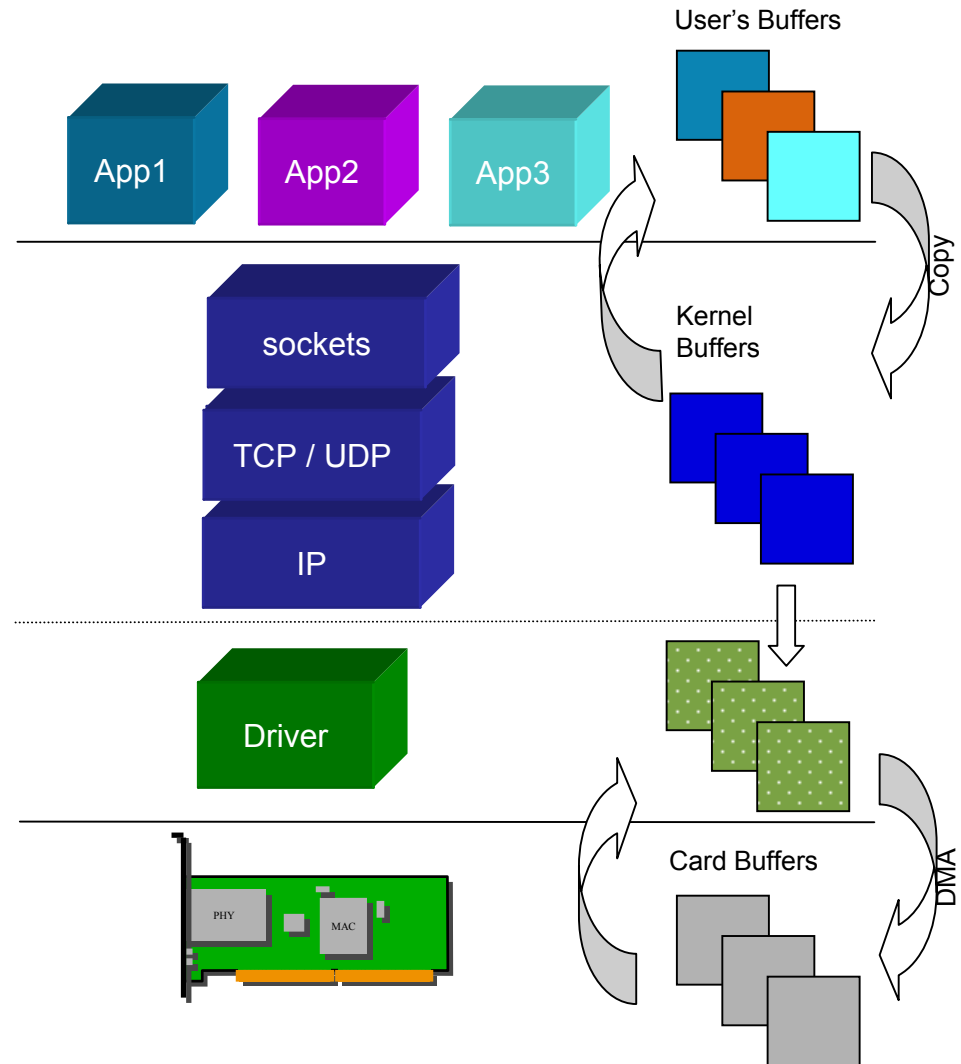 User’s Buffers
App1
App2
App3
Copy
Kernel
Buffers
sockets
TCP / UDP
IP
Driver
Card Buffers
DMA
PHY
MAC